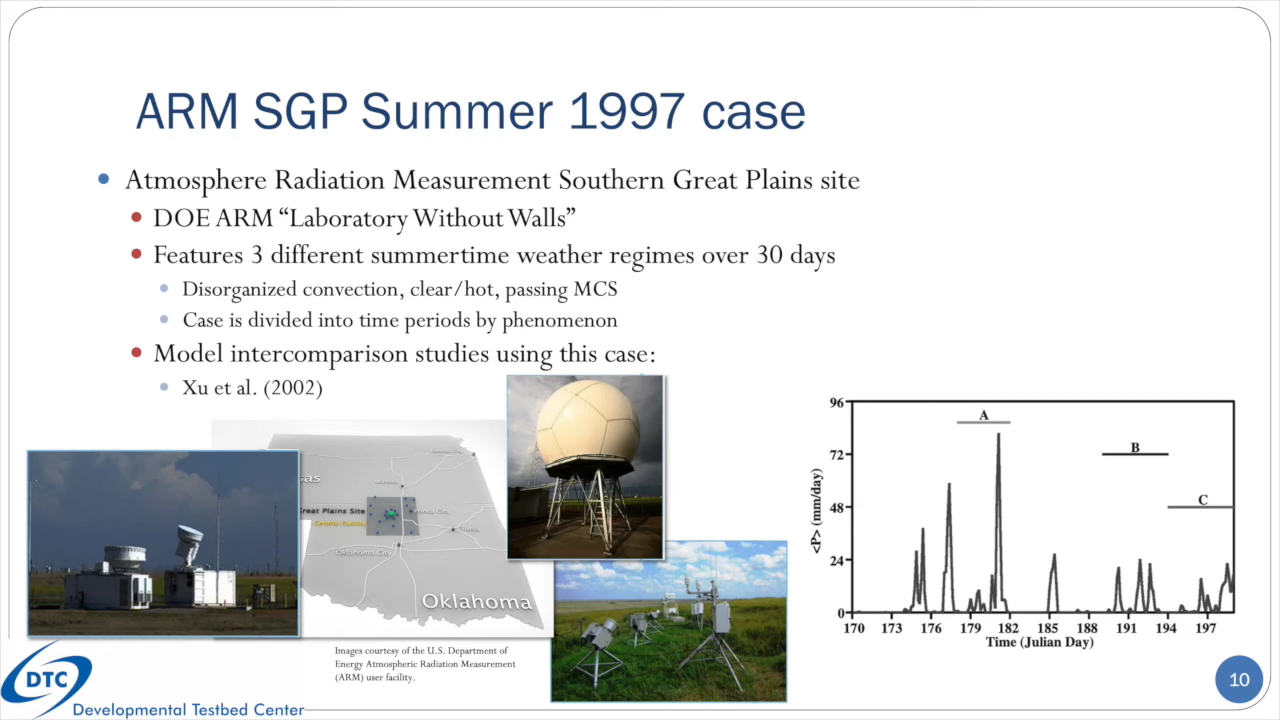 ARM SGP Summer 1997 case
Atmosphere Radiation Measurement Southern Great Plains site
DOE ARM “Laboratory Without Walls”
Features 3 different summertime weather regimes over 30 days
Disorganized convection, clear/hot, passing MCS
Case is divided into time periods by phenomenon
Model intercomparison studies using this case:
Xu et al. (2002)
Great Plains Site
Oklahoma City
Oklahoma
Images courtesy of the U.S. Department of
Energy Atmospheric Radiation Measurement
(ARM) user facility.
<P> (mm/day)
96
72
48
24
0
A
B
C
170 173 176 179 182 185 188 191 194 197
Time (Julian Day)
DTC
Developmental Testbed Center
10